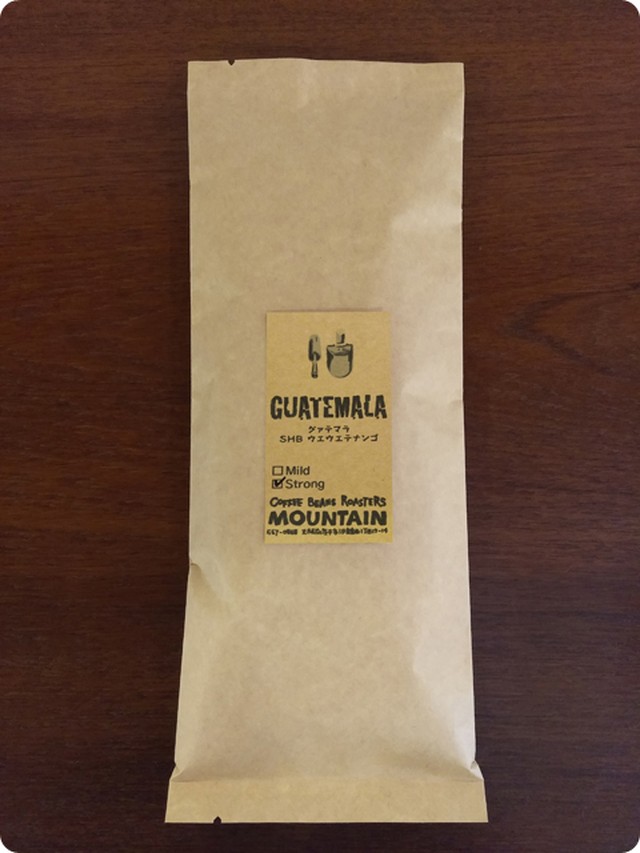 GUATEMALA
グァテマラ
SHB ウエウエテナンゴ
Mild
Strong
COFFEE BEANS ROASTERS
MOUNTAIN